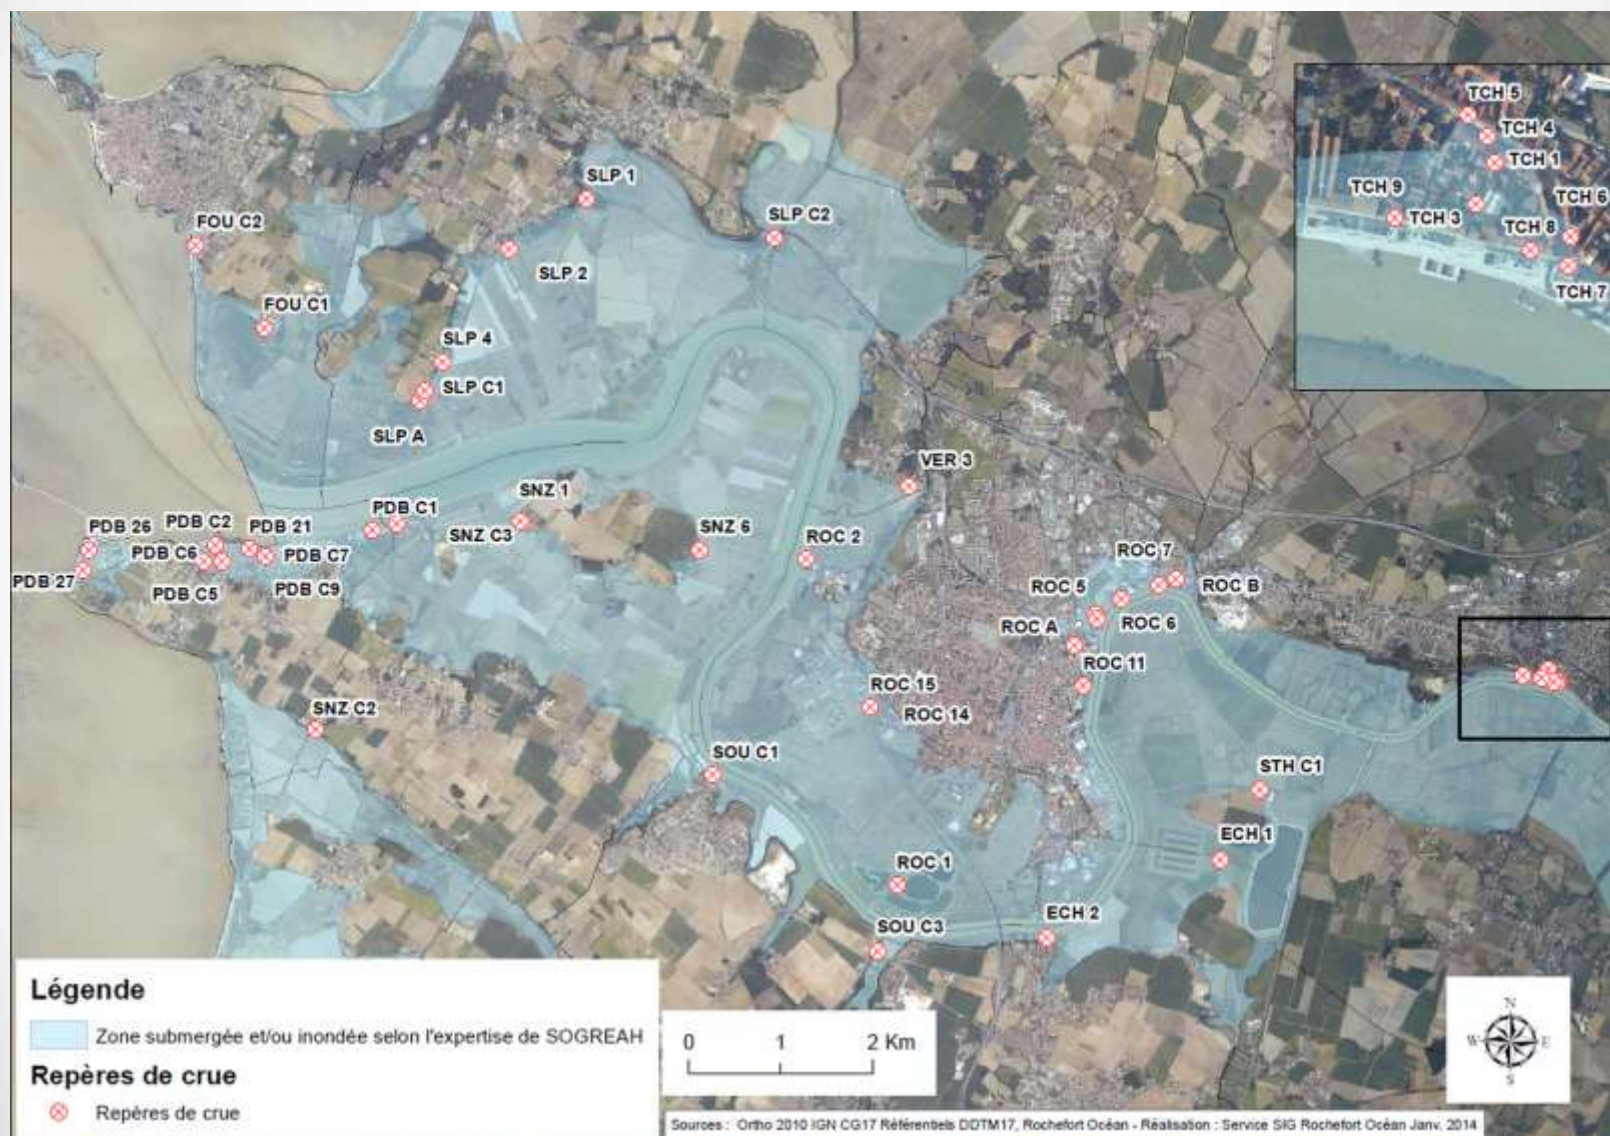 TCH 5
TCH 4
TCH 1
TCH 9
TCH 6
TCH 3
TCH 8
TCH 7
SLP 1
SLP C2
FOU C2
SLP 2
FOU C1
SLP 4
SLP C1
SLP A
VER 3
SNZ 1
PDB C1
PDB C2
PDB 21
PDB 26
SNZ C3
SNZ 6
PDB C6
PDB C7
ROC 2
ROC 7
PDB 27
PDB C5
PDB C9
ROC 5
ROC B
ROC A
ROC 6
ROC 11
ROC 15
SNZ C2
ROC 14
SOU C1
STH C1
ECH 1
ROC 1
ECH 2
SOU C3
Légende
Zone submergée et/ou inondée selon l'expertise de SOGREAH
Repères de crue
Repères de crue
0 1 2 Km
N
W E
S
Sources : Ortho 2010 IGN CG17 Référentiels DDTM17, Rochefort Océan - Réalisation : Service SIG Rochefort Océan Janv. 2014